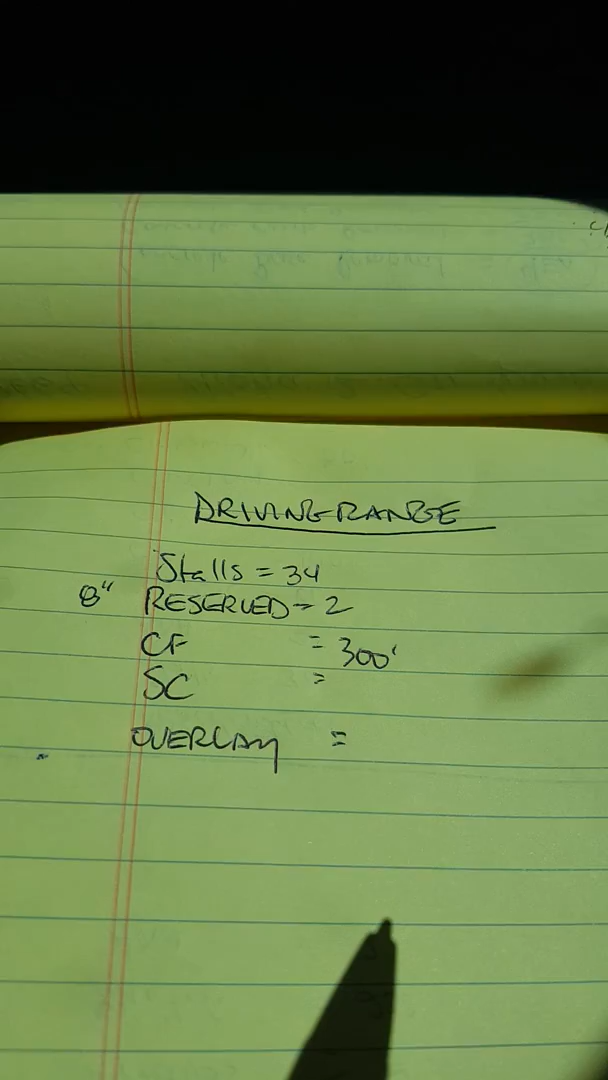 DRIVING RANGE
Stalls = 34
8" RESERVED - 2
CF = 300'
SC =
OVERLAY =